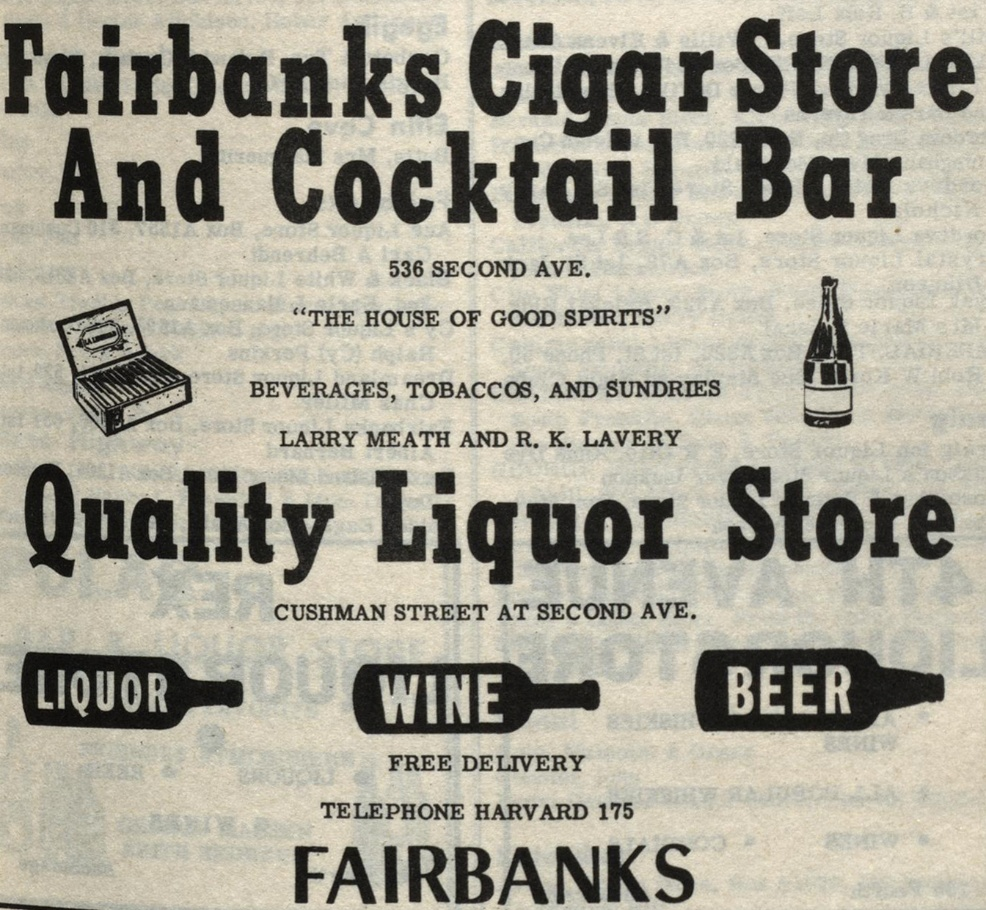 Fairbanks Cigar Store
And Cocktail Bar
536 SECOND AVE.
"THE HOUSE OF GOOD SPIRITS"
BEVERAGES, TOBACCOS, AND SUNDRIES
LARRY MEATH AND R. K. LAVERY
Quality Liquor Store
CUSHMAN STREET AT SECOND AVE.
LIQUOR WINE BEER
FREE DELIVERY
TELEPHONE HARVARD 175
FAIRBANKS